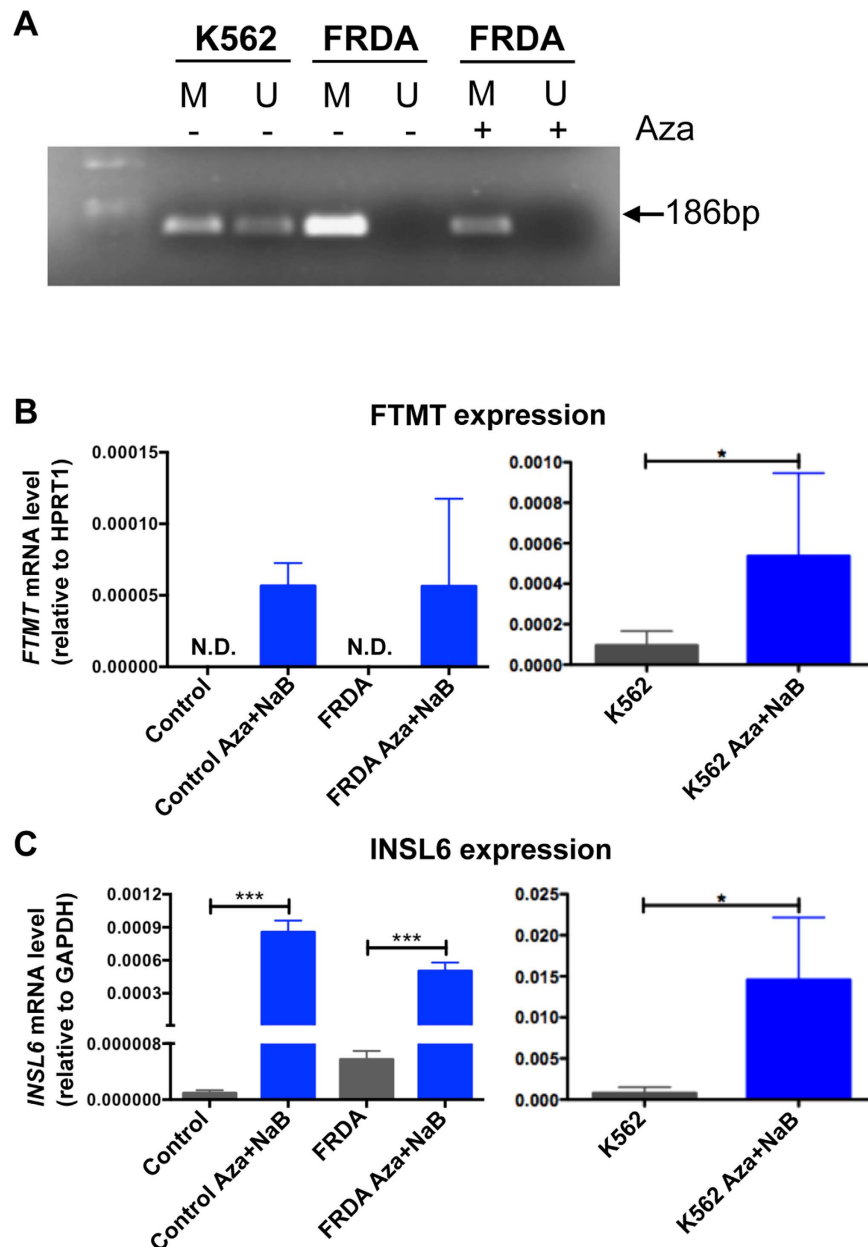 A
K562 FRDA FRDA
M U M U M U
- - - - + + Aza
←186bp
B
FTMT expression
FTMT mRNA level
(relative to HPRT1)
0.00015
0.00010
0.00005
0.00000
N.D. N.D.
Control
Control Aza+NaB
FRDA
FRDA Aza+NaB
0.0010
0.0008
0.0006
0.0004
0.0002
0.0000
*
K562
K562 Aza+NaB
C
INSL6 expression
INSL6 mRNA level
(relative to GAPDH)
0.0012
0.0009
0.0006
0.0003
0.000008
0.000000
*** ***
Control
Control Aza+NaB
FRDA
FRDA Aza+NaB
0.025
0.020
0.015
0.010
0.005
0.000
*
K562
K562 Aza+NaB